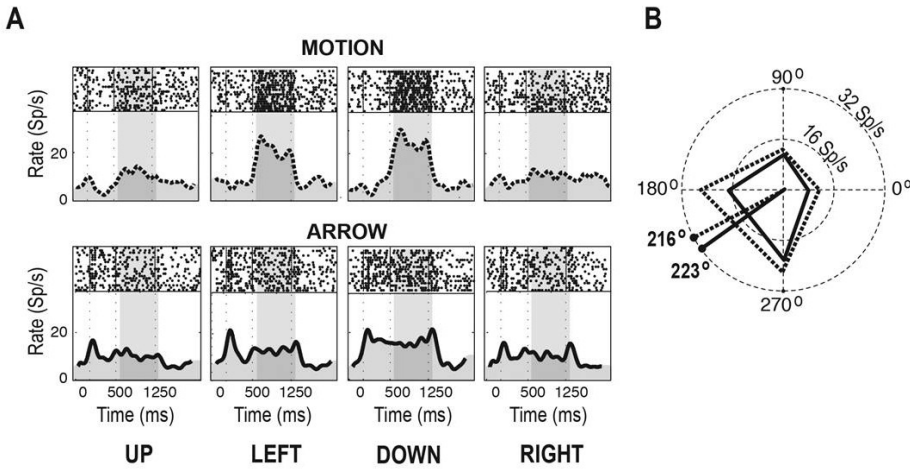 A
B
MOTION
Rate (Sp/s)
20
0
ARROW
Rate (Sp/s)
20
0
0 500 1250 0 500 1250 0 500 1250 0 500 1250
Time (ms) Time (ms) Time (ms) Time (ms)
UP LEFT DOWN RIGHT
90°
32 Sp/s
16 Sp/s
180° 0°
216°
223°
270°